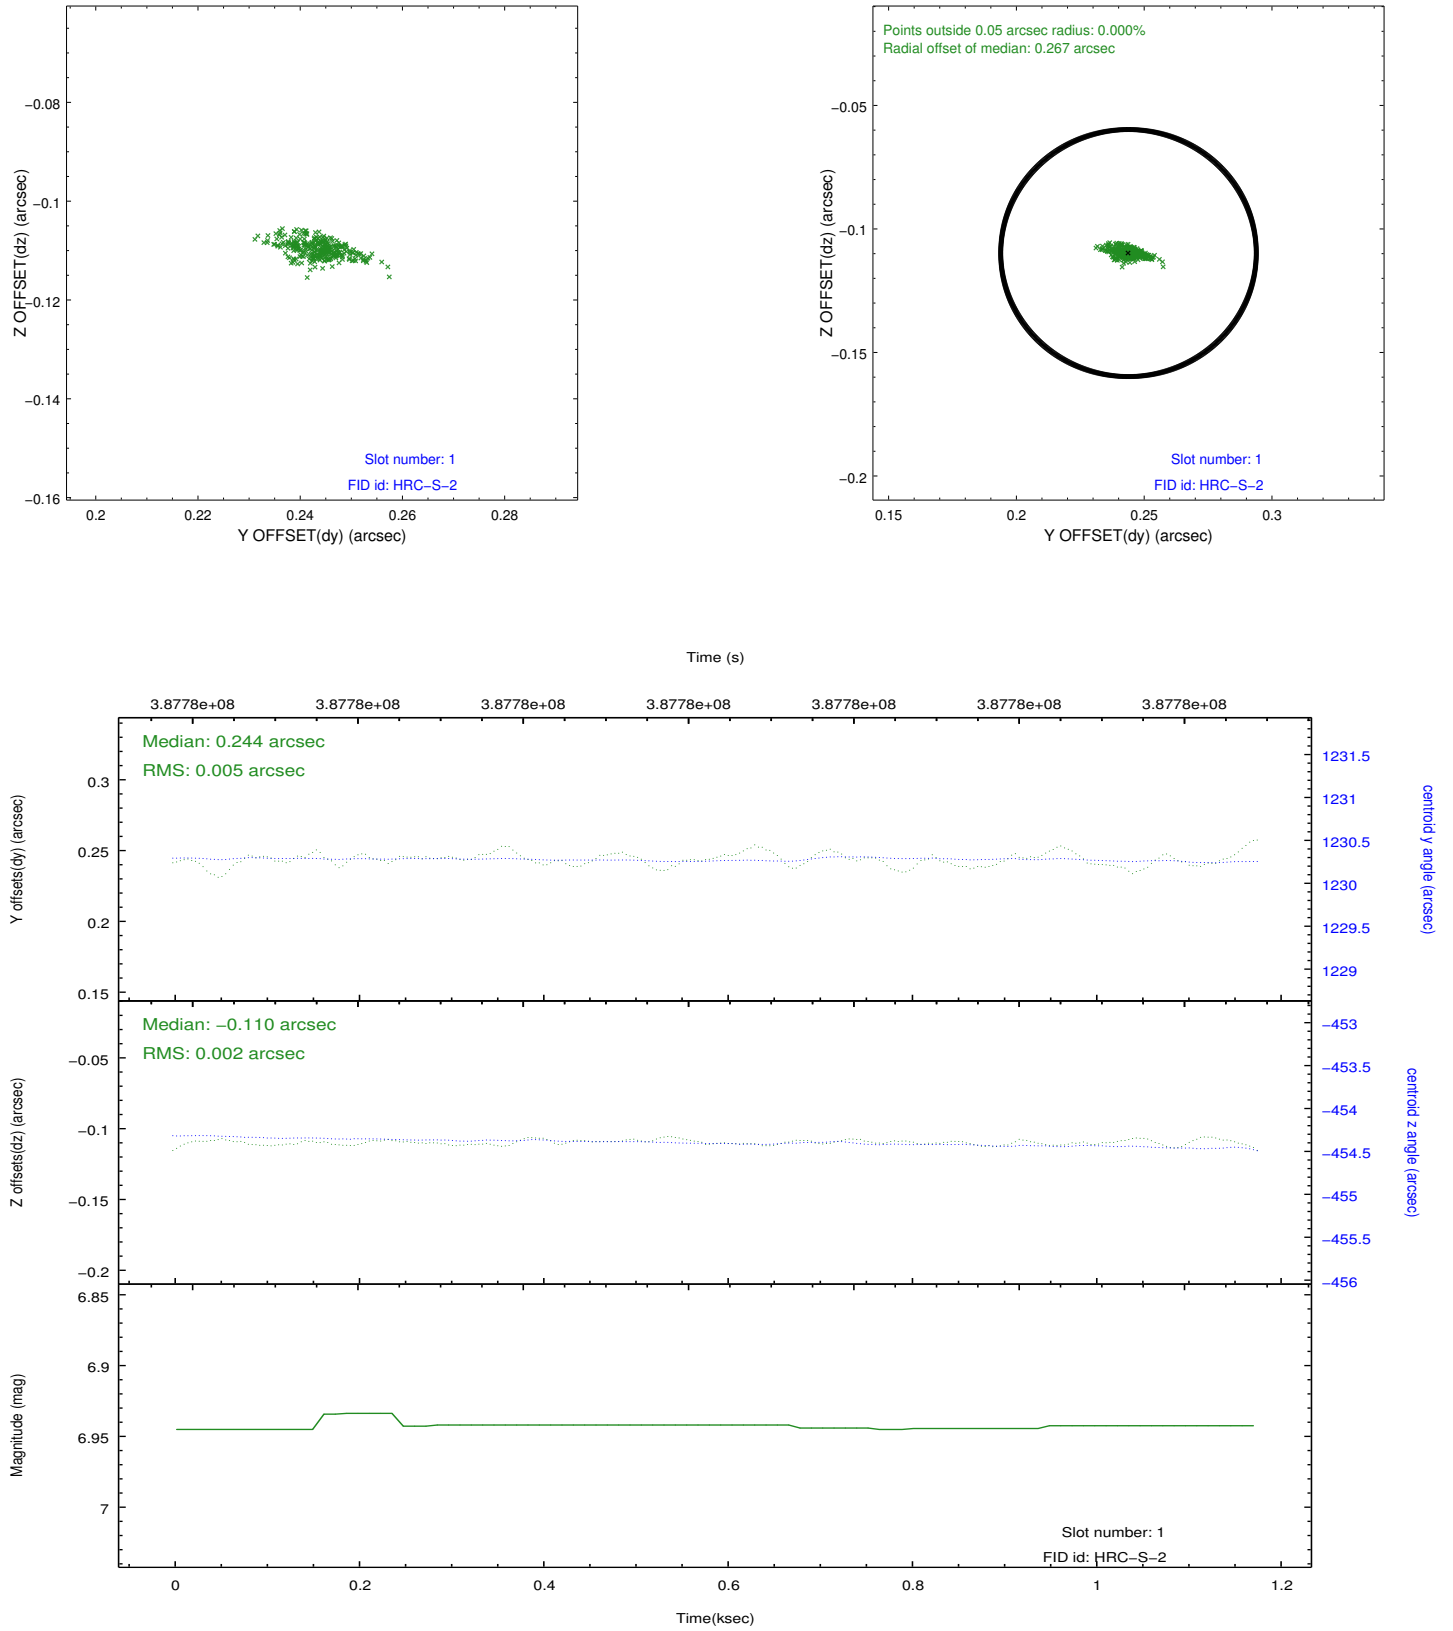 −0.08
−0.1
−0.12
−0.14
−0.16
Z OFFSET(dz) (arcsec)
0.2
0.22
0.24
0.26
0.28
Y OFFSET(dy) (arcsec)
Slot number: 1
FID id: HRC−S−2
Points outside 0.05 arcsec radius: 0.000%
Radial offset of median: 0.267 arcsec
−0.05
−0.1
−0.15
−0.2
Z OFFSET(dz) (arcsec)
0.15
0.2
0.25
0.3
Y OFFSET(dy) (arcsec)
Slot number: 1
FID id: HRC−S−2
Time (s)
3.8778e+08
3.8778e+08
3.8778e+08
3.8778e+08
3.8778e+08
3.8778e+08
3.8778e+08
Median: 0.244 arcsec
RMS: 0.005 arcsec
0.3
0.25
0.2
0.15
Y offsets(dy) (arcsec)
1231.5
1231
1230.5
1230
1229.5
1229
centroid y angle (arcsec)
Median: −0.110 arcsec
RMS: 0.002 arcsec
−0.05
−0.1
−0.15
−0.2
Z offsets(dz) (arcsec)
−453
−453.5
−454
−454.5
−455
−455.5
−456
centroid z angle (arcsec)
6.85
6.9
6.95
7
Magnitude (mag)
Slot number: 1
FID id: HRC−S−2
0
0.2
0.4
0.6
0.8
1
1.2
Time(ksec)